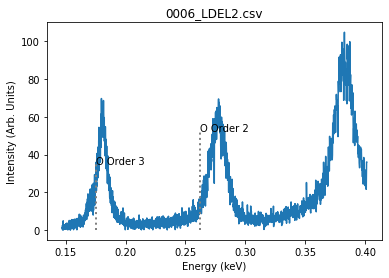 0006_LDEL2.csv
Intensity (Arb. Units)
100
80
60
40
20
0
O Order 3
O Order 2
0.15
0.20
0.25
0.30
0.35
0.40
Energy (keV)